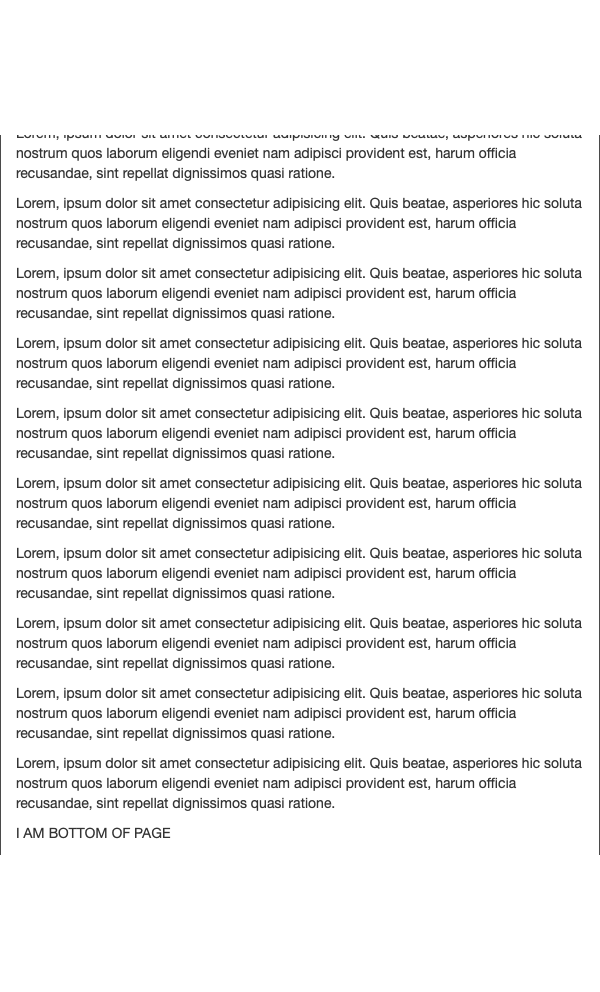 Lorem, ipsum dolor sit amet consectetur adipisicing elit. Quis beatae, asperiores hic soluta
nostrum quos laborum eligendi eveniet nam adipisci provident est, harum officia
recusandae, sint repellat dignissimos quasi ratione.
Lorem, ipsum dolor sit amet consectetur adipisicing elit. Quis beatae, asperiores hic soluta
nostrum quos laborum eligendi eveniet nam adipisci provident est, harum officia
recusandae, sint repellat dignissimos quasi ratione.
Lorem, ipsum dolor sit amet consectetur adipisicing elit. Quis beatae, asperiores hic soluta
nostrum quos laborum eligendi eveniet nam adipisci provident est, harum officia
recusandae, sint repellat dignissimos quasi ratione.
Lorem, ipsum dolor sit amet consectetur adipisicing elit. Quis beatae, asperiores hic soluta
nostrum quos laborum eligendi eveniet nam adipisci provident est, harum officia
recusandae, sint repellat dignissimos quasi ratione.
Lorem, ipsum dolor sit amet consectetur adipisicing elit. Quis beatae, asperiores hic soluta
nostrum quos laborum eligendi eveniet nam adipisci provident est, harum officia
recusandae, sint repellat dignissimos quasi ratione.
Lorem, ipsum dolor sit amet consectetur adipisicing elit. Quis beatae, asperiores hic soluta
nostrum quos laborum eligendi eveniet nam adipisci provident est, harum officia
recusandae, sint repellat dignissimos quasi ratione.
Lorem, ipsum dolor sit amet consectetur adipisicing elit. Quis beatae, asperiores hic soluta
nostrum quos laborum eligendi eveniet nam adipisci provident est, harum officia
recusandae, sint repellat dignissimos quasi ratione.
Lorem, ipsum dolor sit amet consectetur adipisicing elit. Quis beatae, asperiores hic soluta
nostrum quos laborum eligendi eveniet nam adipisci provident est, harum officia
recusandae, sint repellat dignissimos quasi ratione.
Lorem, ipsum dolor sit amet consectetur adipisicing elit. Quis beatae, asperiores hic soluta
nostrum quos laborum eligendi eveniet nam adipisci provident est, harum officia
recusandae, sint repellat dignissimos quasi ratione.
Lorem, ipsum dolor sit amet consectetur adipisicing elit. Quis beatae, asperiores hic soluta
nostrum quos laborum eligendi eveniet nam adipisci provident est, harum officia
recusandae, sint repellat dignissimos quasi ratione.
I AM BOTTOM OF PAGE